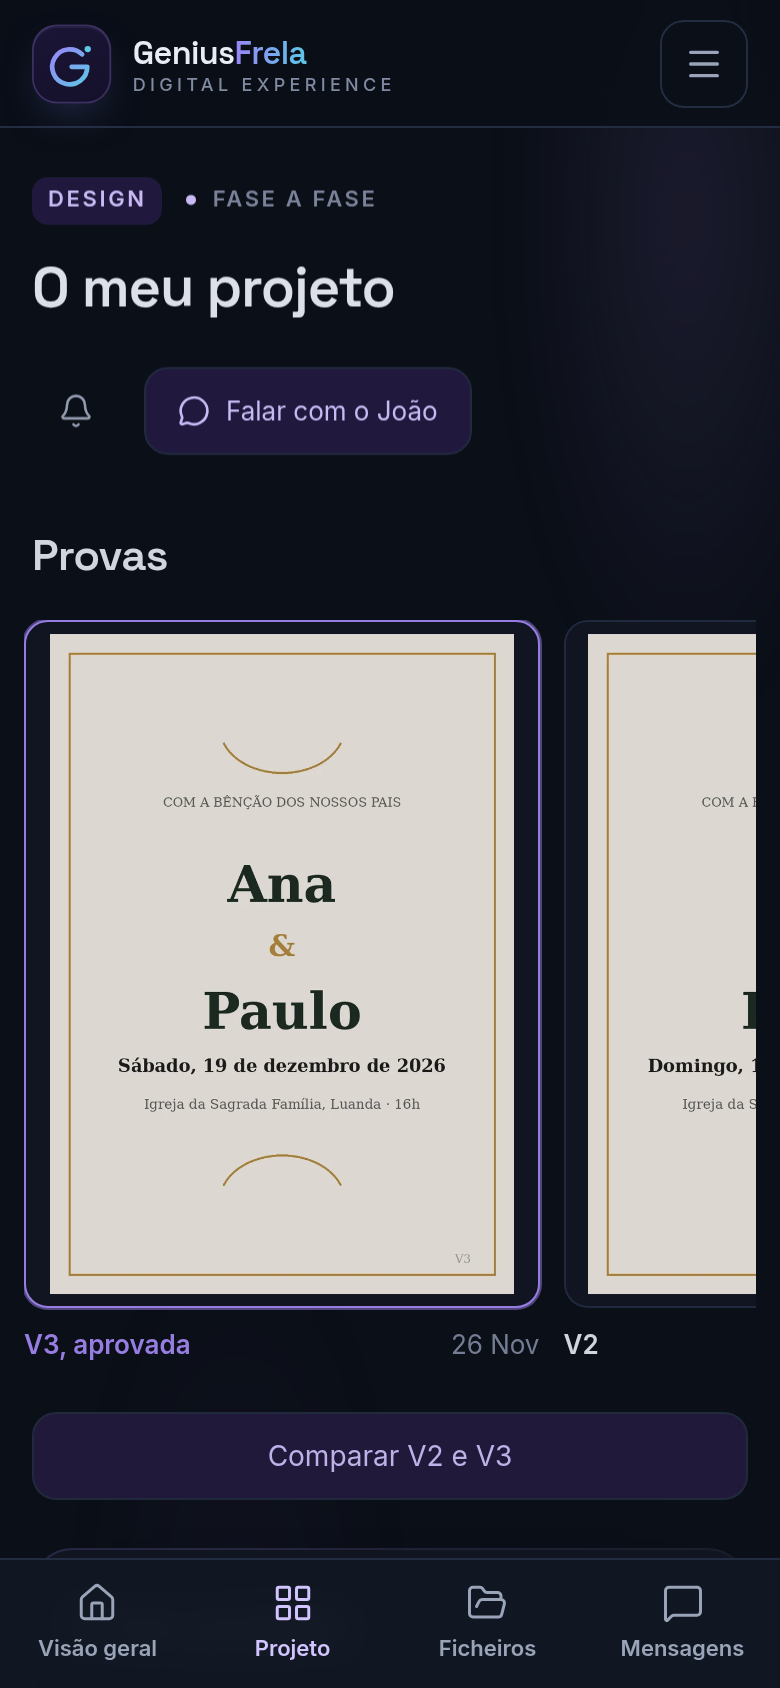 GeniusFrela
DIGITAL EXPERIENCE
DESIGN
FASE A FASE
O meu projeto
Falar com o João
Provas
COM A BÊNÇÃO DOS NOSSOS PAIS
Ana
&
Paulo
Sábado, 19 de dezembro de 2026
Igreja da Sagrada Família, Luanda · 16h
V3
COM A
Domingo,
Igreja da S
V3, aprovada
26 Nov
V2
Comparar V2 e V3
Visão geral
Projeto
Ficheiros
Mensagens